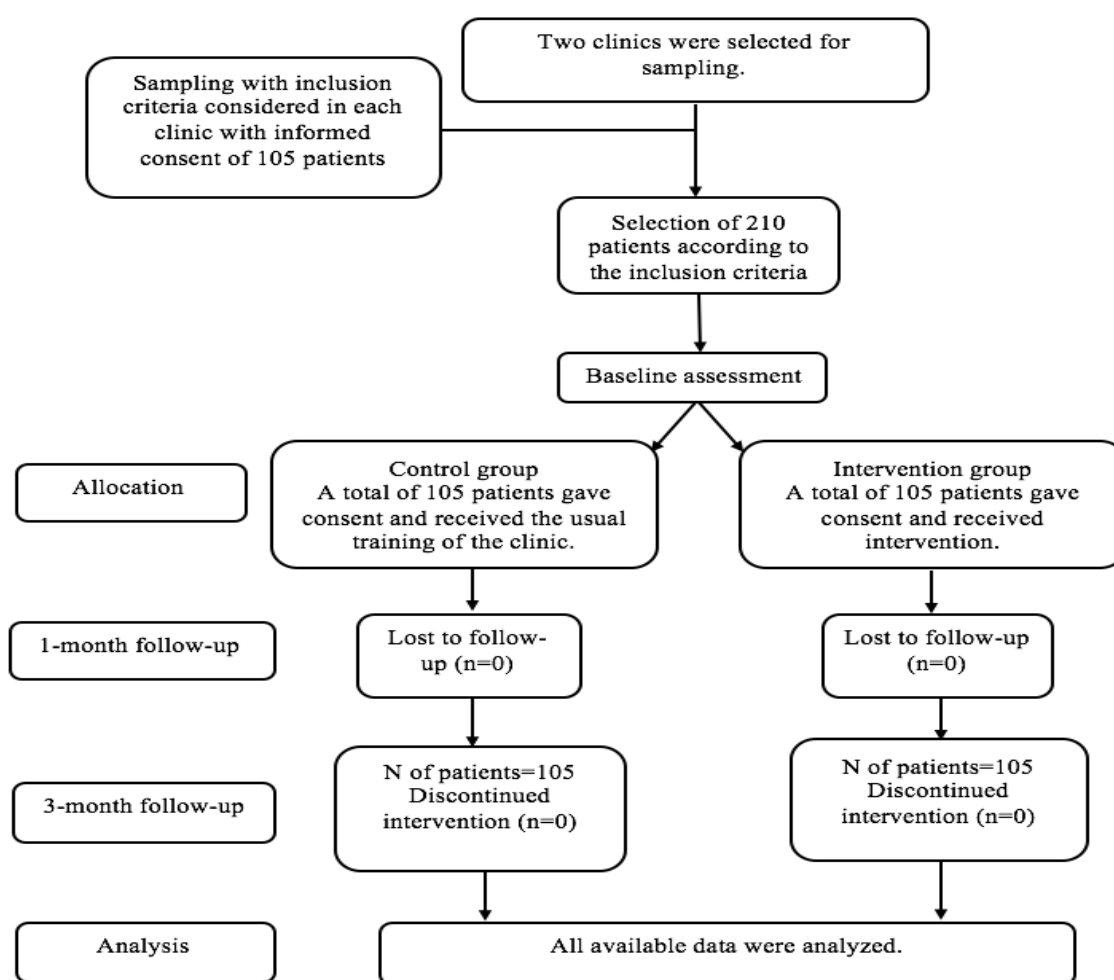 Two clinics were selected for
sampling.
Sampling with inclusion
criteria considered in each
clinic with informed
consent of 105 patients
Selection of 210
patients according to
the inclusion criteria
Baseline assessment
Allocation
Control group
A total of 105 patients gave
consent and received the usual
training of the clinic.
Intervention group
A total of 105 patients gave
consent and received
intervention.
1-month follow-up
Lost to follow-
up (n=0)
Lost to follow-up
(n=0)
3-month follow-up
N of patients=105
Discontinued
intervention (n=0)
N of patients=105
Discontinued
intervention (n=0)
Analysis
All available data were analyzed.